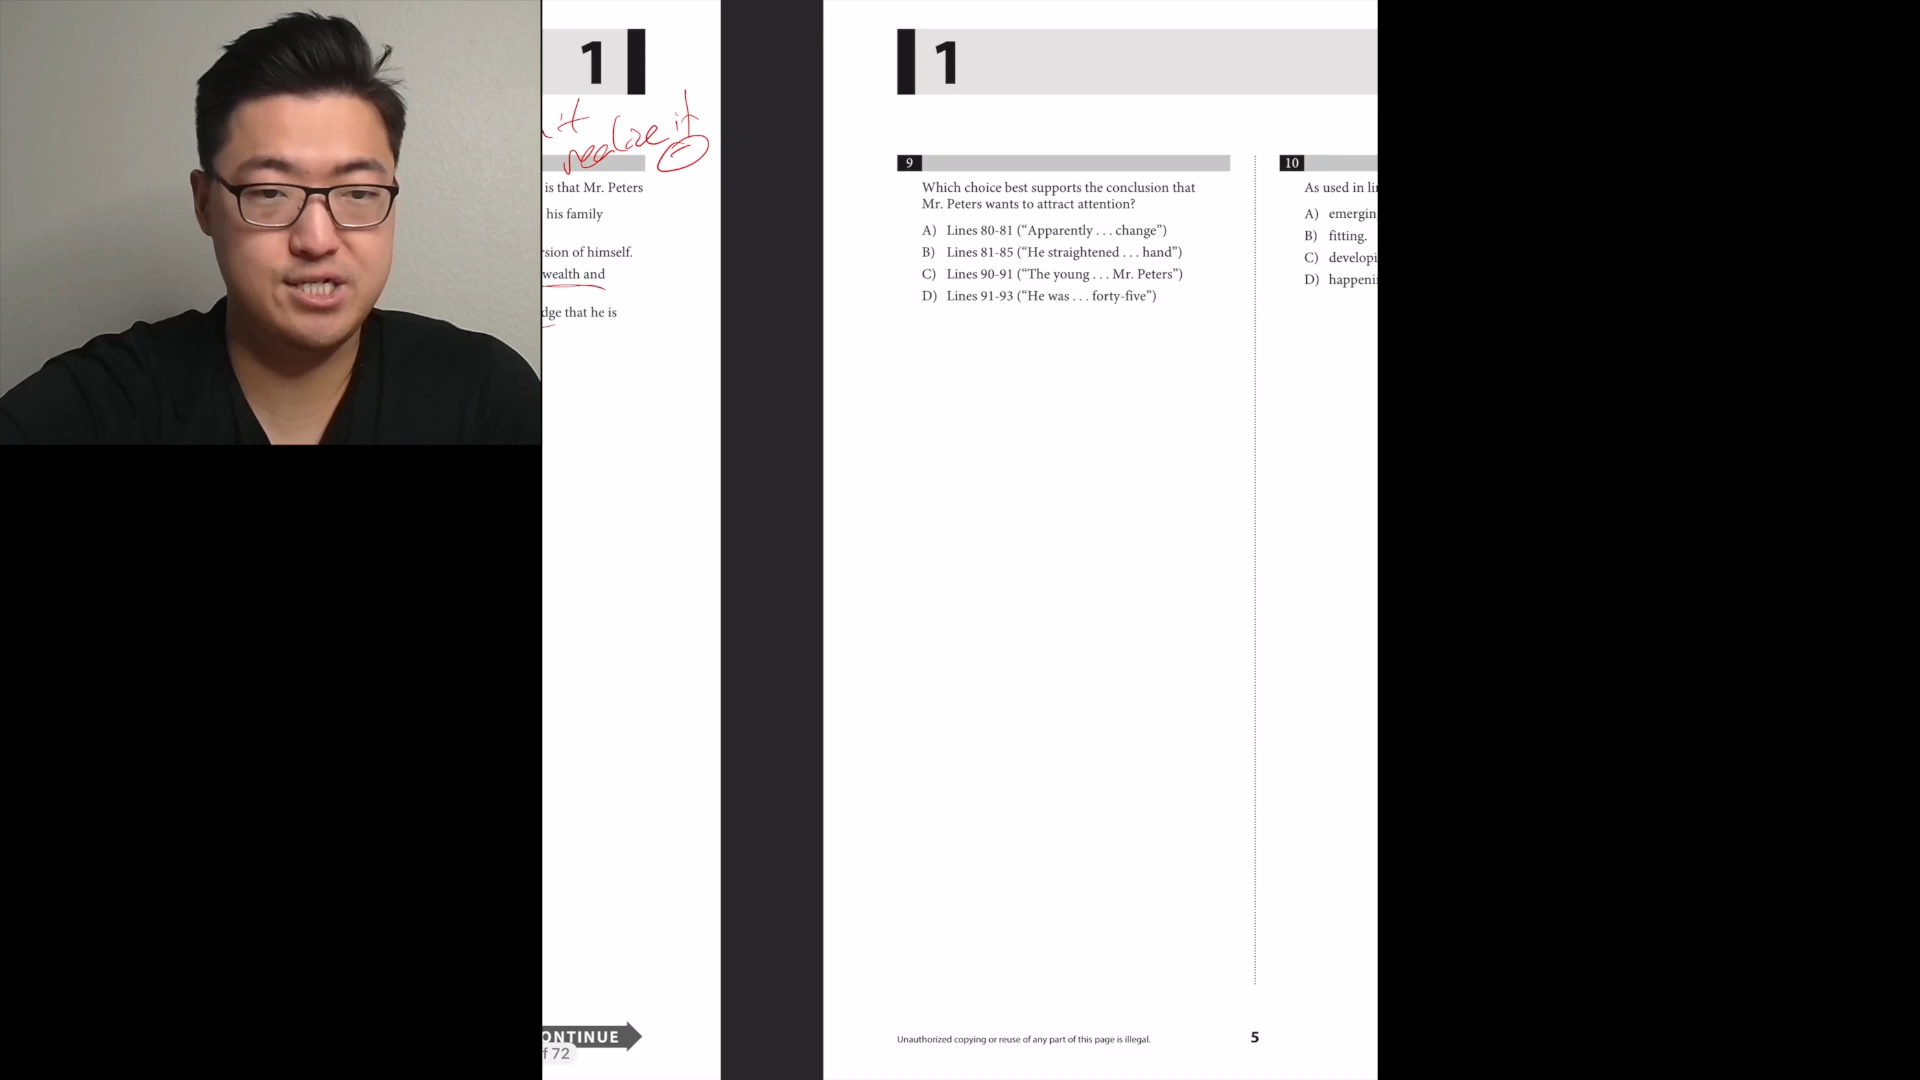 1
realize it
is that Mr. Peters
his family
rsion of himself.
wealth and
dge that he is
ONTINUE
f 72
1
9
Which choice best supports the conclusion that
Mr. Peters wants to attract attention?
A) Lines 80-81 (“Apparently . . . change”)
B) Lines 81-85 (“He straightened . . . hand”)
C) Lines 90-91 (“The young . . . Mr. Peters”)
D) Lines 91-93 (“He was . . . forty-five”)
10
As used in li
A) emergin
B) fitting.
C) developi
D) happeni
Unauthorized copying or reuse of any part of this page is illegal.
5